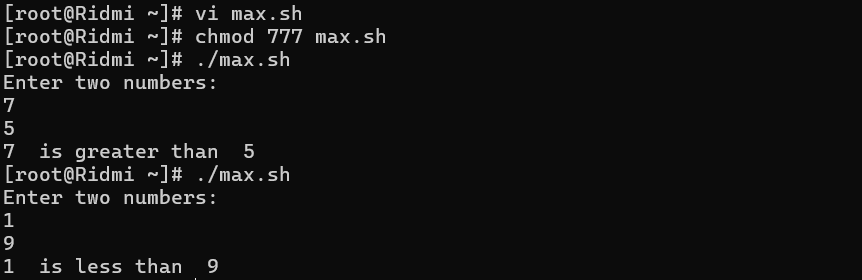 [root@Ridmi ~]# vi max.sh
[root@Ridmi ~]# chmod 777 max.sh
[root@Ridmi ~]# ./max.sh
Enter two numbers:
7
5
7  is greater than  5
[root@Ridmi ~]# ./max.sh
Enter two numbers:
1
9
1  is less than  9